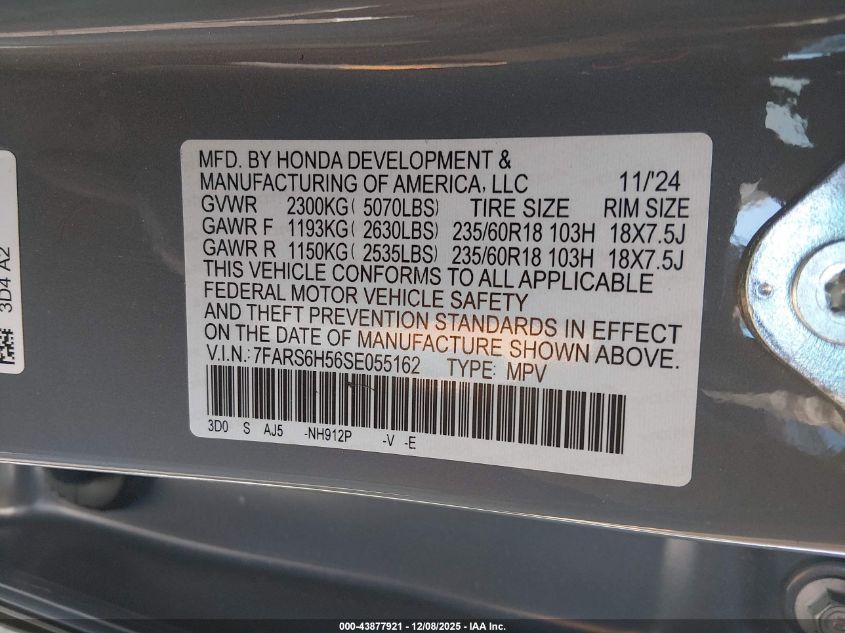 MFD. BY HONDA DEVELOPMENT &
MANUFACTURING OF AMERICA, LLC 11/'24
GVWR 2300KG( 5070LBS) TIRE SIZE RIM SIZE
GAWR F 1193KG( 2630LBS) 235/60R18 103H 18X7.5J
GAWR R 1150KG( 2535LBS) 235/60R18 103H 18X7.5J
THIS VEHICLE CONFORMS TO ALL APPLICABLE
FEDERAL MOTOR VEHICLE SAFETY
AND THEFT PREVENTION STANDARDS IN EFFECT
ON THE DATE OF MANUFACTURE SHOWN ABOVE.
V.I.N.:7FARS6H56SE055162 TYPE: MPV
3D0 S AJ5 -NH912P -V -E
3D4 A2
000-43877921 - 12/08/2025 - IAA Inc.